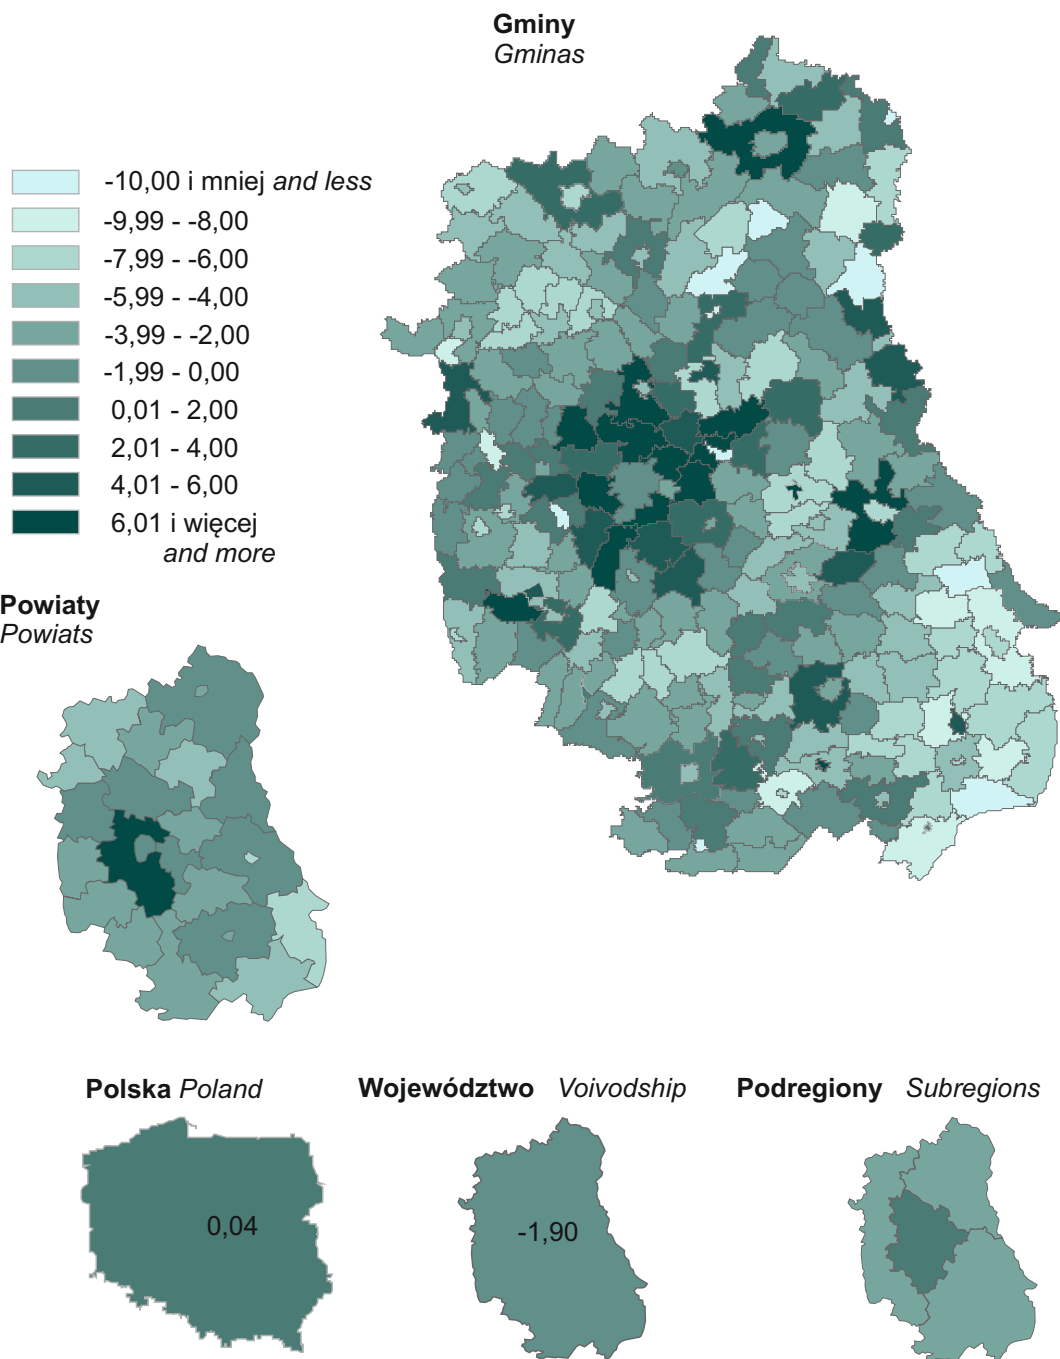 Gminy
Gminas
-10,00 i mniej and less
-9,99 - -8,00
-7,99 - -6,00
-5,99 - -4,00
-3,99 - -2,00
-1,99 - 0,00
0,01 - 2,00
2,01 - 4,00
4,01 - 6,00
6,01 i więcej
and more
Powiaty
Powiats
Polska Poland
Województwo Voivodship
Podregiony Subregions
0,04
-1,90